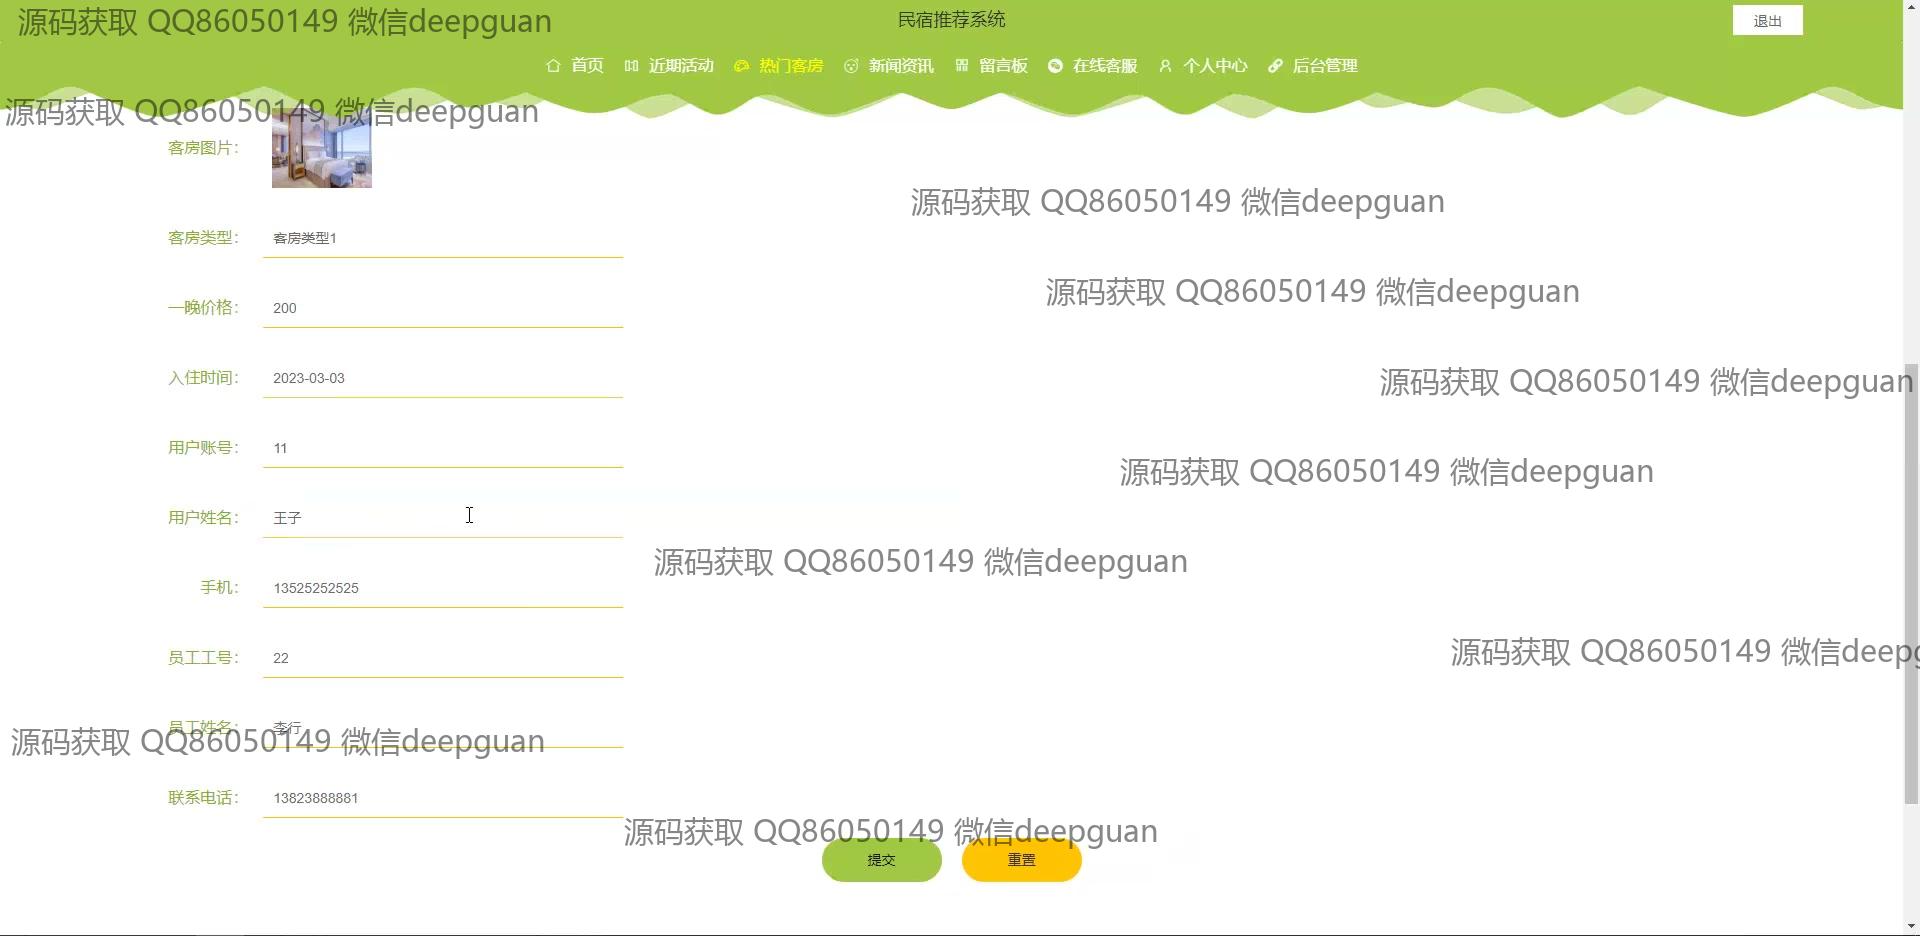 源码获取 QQ86050149 微信deepguan
民宿推荐系统
退出
首页 近期活动 热门客房 新闻资讯 留言板 在线客服 个人中心 后台管理
源码获取 QQ86050149 微信deepguan
客房图片：
源码获取 QQ86050149 微信deepguan
客房类型： 客房类型1
源码获取 QQ86050149 微信deepguan
一晚价格： 200
入住时间： 2023-03-03
源码获取 QQ86050149 微信deepguan
用户账号： 11
源码获取 QQ86050149 微信deepguan
用户姓名： 王子
源码获取 QQ86050149 微信deepguan
手机： 13525252525
员工工号： 22
源码获取 QQ86050149 微信deepg
员工姓名： 李行
源码获取 QQ86050149 微信deepguan
联系电话： 13823888881
源码获取 QQ86050149 微信deepguan
提交 重置